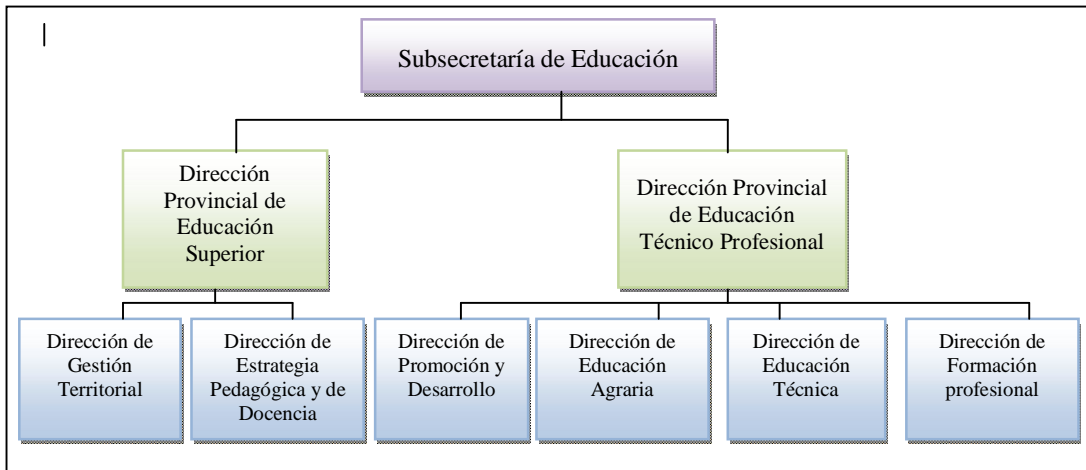 Subsecretaría de Educación
Dirección
Provincial de
Educación
Superior
Dirección Provincial
de Educación
Técnico Profesional
Dirección de
Gestión
Territorial
Dirección de
Estrategia
Pedagógica y de
Docencia
Dirección de
Promoción y
Desarrollo
Dirección de
Educación
Agraria
Dirección de
Educación
Técnica
Dirección de
Formación
profesional